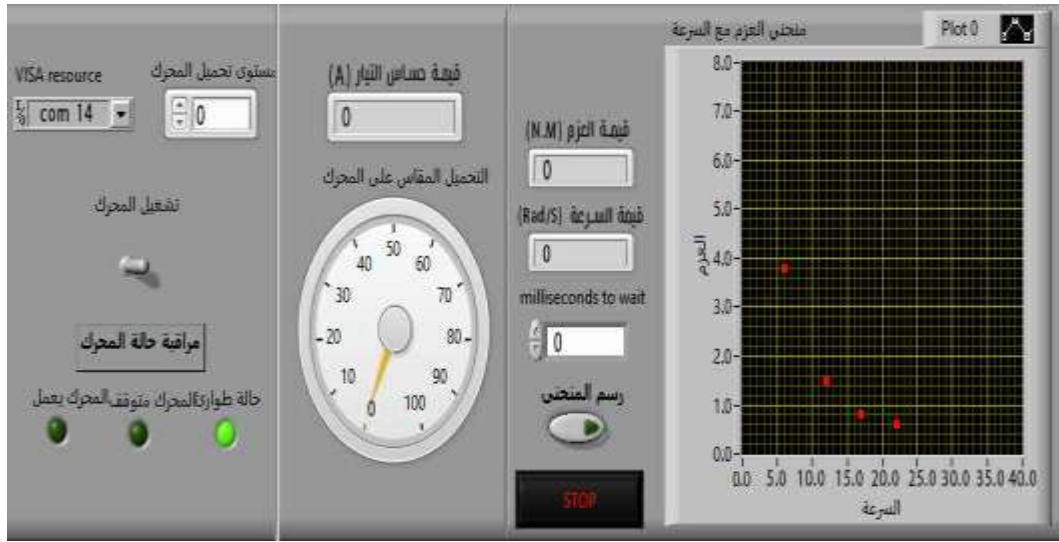 VISA resource
com 14
مستوى تحميل المحرك
0
تشغيل المحرك
مراقبة حالة المحرك
حالة طوارئ
المحرك متوقف
المحرك يعمل
قيمة حساس التيار (A)
0
التحميل المقاس على المحرك
0
10
20
30
40
50
60
70
80
90
100
قيمة العزم (N.M)
0
قيمة السرعة (Rad/S)
0
milliseconds to wait
0
رسم المنحني
STOP
منحني العزم مع السرعة
Plot 0
العزم
8.0
7.0
6.0
5.0
4.0
3.0
2.0
1.0
0.0
0.0 5.0 10.0 15.0 20.0 25.0 30.0 35.0 40.0
السرعة